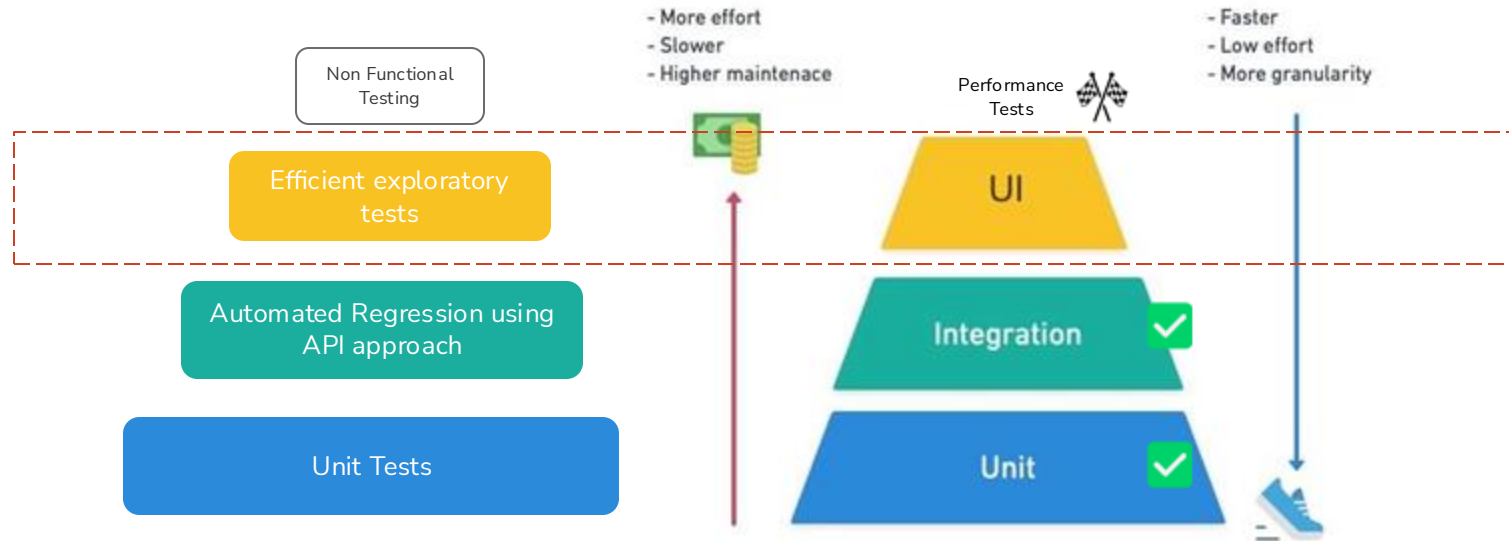 - More effort
- Slower
- Higher maintenace
- Faster
- Low effort
- More granularity
Non Functional
Testing
Performance
Tests
Efficient exploratory
tests
UI
Automated Regression using
API approach
Integration
Unit Tests
Unit